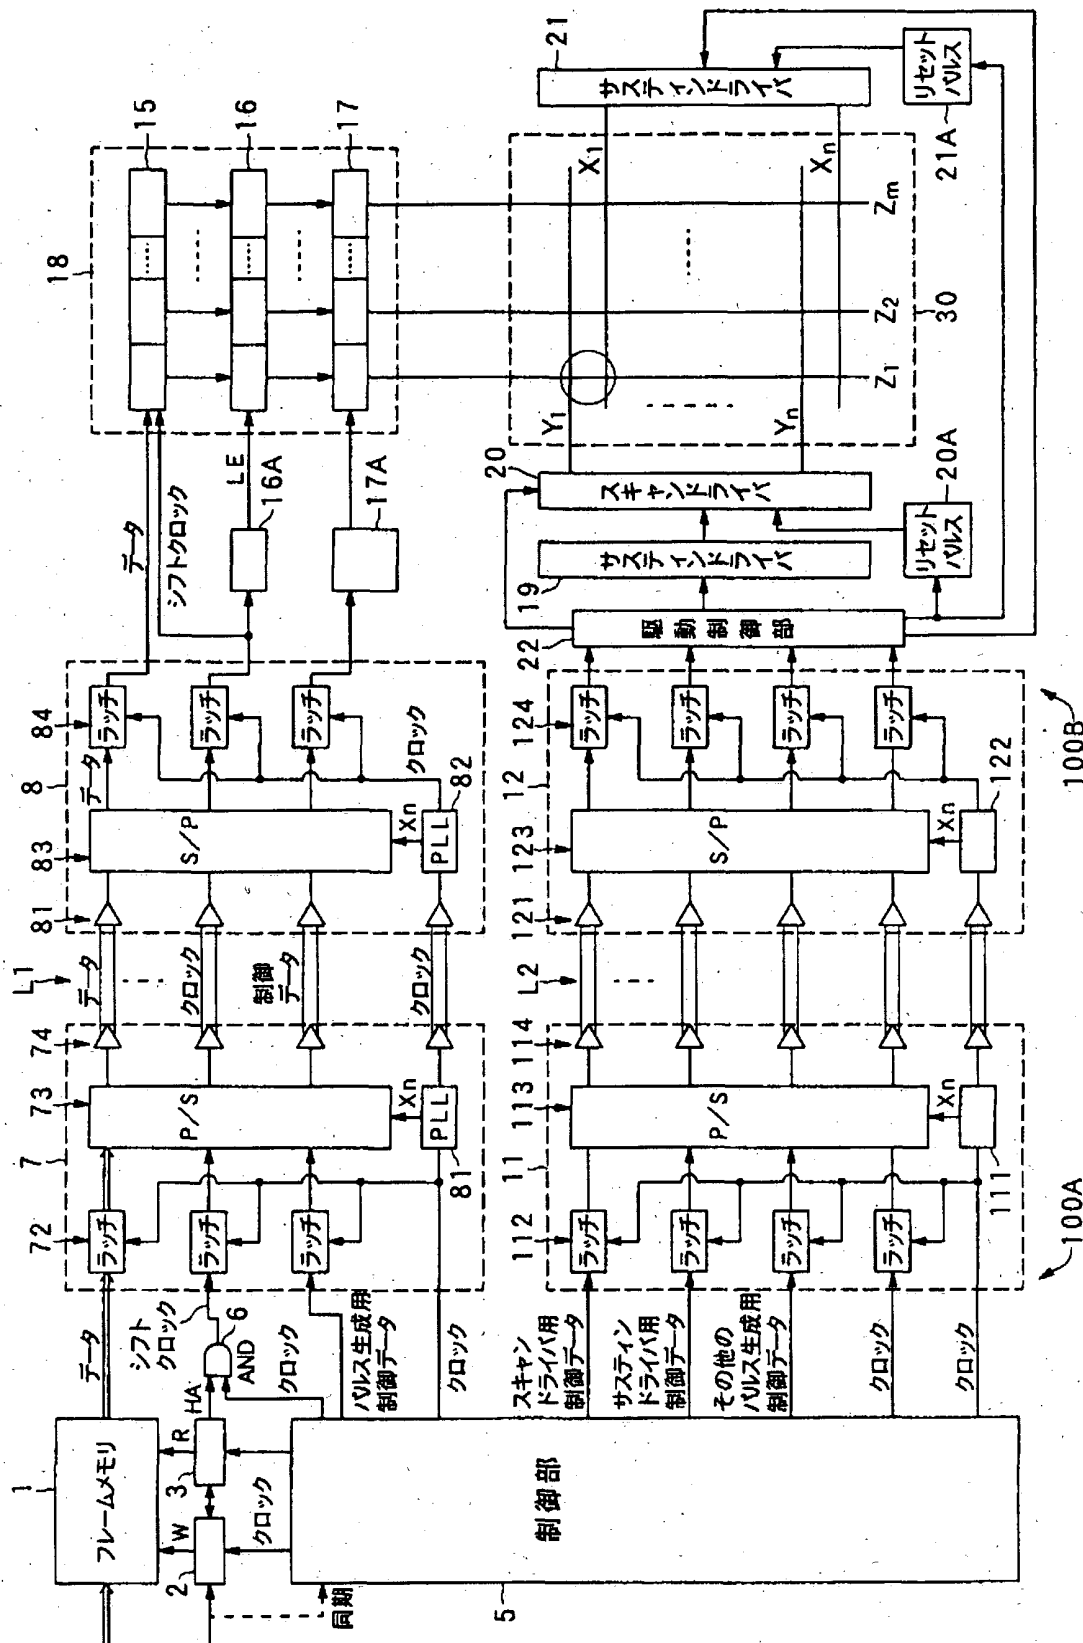 1
フレームメモリ
W
R
2
3
クロック
同期
5
制御部
データ
シフト
クロック
HA
6
AND
クロック
パルス生成用
制御データ
クロック
スキャン
ドライバ用
制御データ
サスティン
ドライバ用
制御データ
その他の
パルス生成用
制御データ
クロック
クロック
7
72
ラッチ
ラッチ
ラッチ
73
P/S
Xn
PLL
81
74
L1
データ
クロック
制御
データ
クロック
8
81
83
S/P
Xn
PLL
82
データ
84
ラッチ
ラッチ
ラッチ
クロック
データ
シフトクロック
LE
16A
17A
18
15
16
17
11
112
ラッチ
ラッチ
ラッチ
ラッチ
113
P/S
Xn
111
114
100A
L2
12
121
123
S/P
Xn
122
124
ラッチ
ラッチ
ラッチ
ラッチ
100B
22
駆動制御部
19
サスティンドライバ
20
スキャンドライバ
リセット
パルス
20A
Y1
Yn
X1
Xn
Z1
Z2
Zm
30
21
サスティンドライバ
リセット
パルス
21A